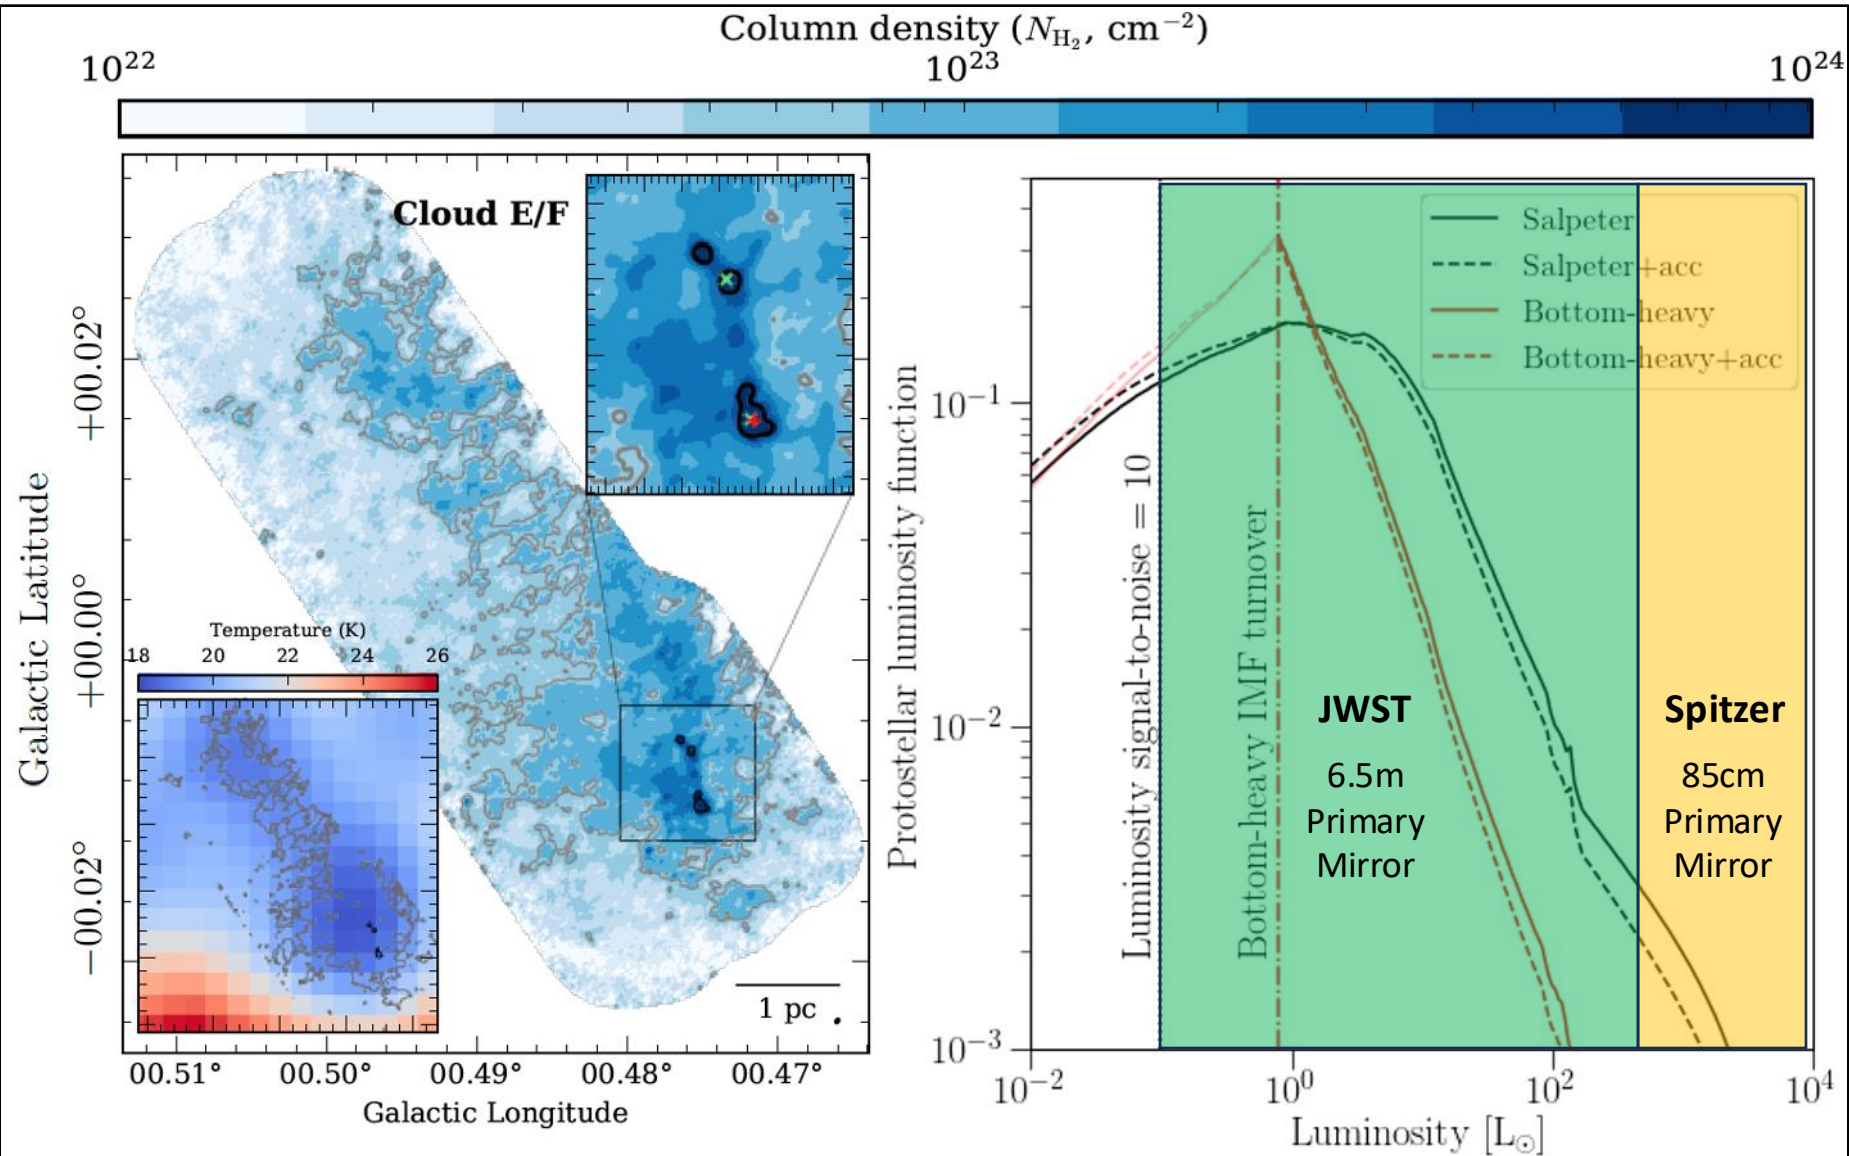 Column density (N_H₂, cm⁻²)
10²² 10²³ 10²⁴
Cloud E/F
Galactic Latitude
+00.02°
+00.00°
−00.02°
Temperature (K)
18 20 22 24 26
1 pc
00.51° 00.50° 00.49° 00.48° 00.47°
Galactic Longitude
Protostellar luminosity function
10⁻¹
10⁻²
10⁻³
Salpeter
Salpeter+acc
Bottom-heavy
Bottom-heavy+acc
Luminosity signal-to-noise = 10
Bottom-heavy IMF turnover
JWST
6.5m
Primary
Mirror
Spitzer
85cm
Primary
Mirror
10⁻² 10⁰ 10² 10⁴
Luminosity [L⊙]